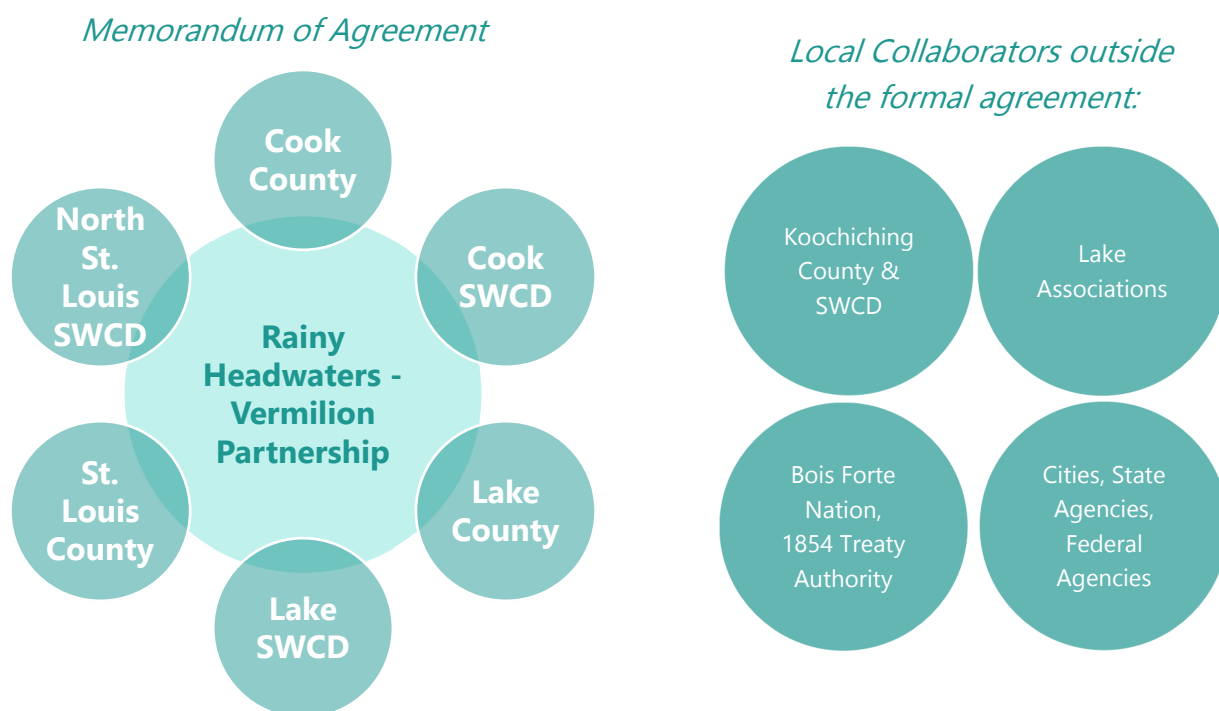 Memorandum of Agreement
Cook
County
North
St.
Louis
SWCD
Cook
SWCD
Rainy
Headwaters -
Vermilion
Partnership
St.
Louis
County
Lake
County
Lake
SWCD
Local Collaborators outside
the formal agreement:
Koochiching
County &
SWCD
Lake
Associations
Bois Forte
Nation,
1854 Treaty
Authority
Cities, State
Agencies,
Federal
Agencies